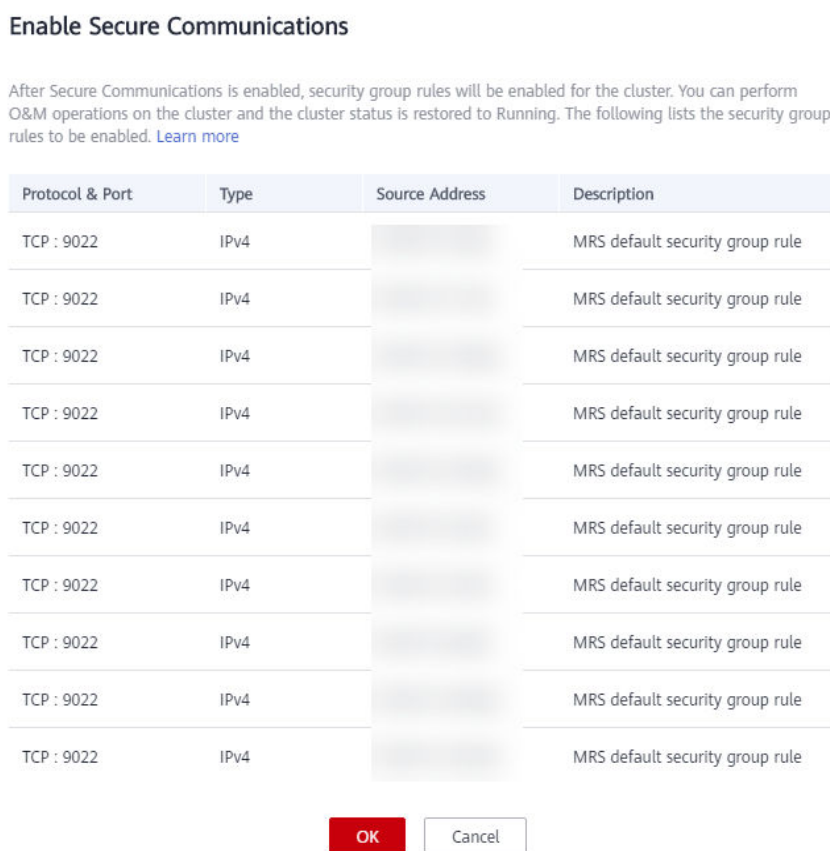 Enable Secure Communications
After Secure Communications is enabled, security group rules will be enabled for the cluster. You can perform
O&M operations on the cluster and the cluster status is restored to Running. The following lists the security group
rules to be enabled. Learn more
Protocol & Port Type Source Address Description
TCP : 9022 IPv4 MRS default security group rule
TCP : 9022 IPv4 MRS default security group rule
TCP : 9022 IPv4 MRS default security group rule
TCP : 9022 IPv4 MRS default security group rule
TCP : 9022 IPv4 MRS default security group rule
TCP : 9022 IPv4 MRS default security group rule
TCP : 9022 IPv4 MRS default security group rule
TCP : 9022 IPv4 MRS default security group rule
TCP : 9022 IPv4 MRS default security group rule
TCP : 9022 IPv4 MRS default security group rule
OK Cancel